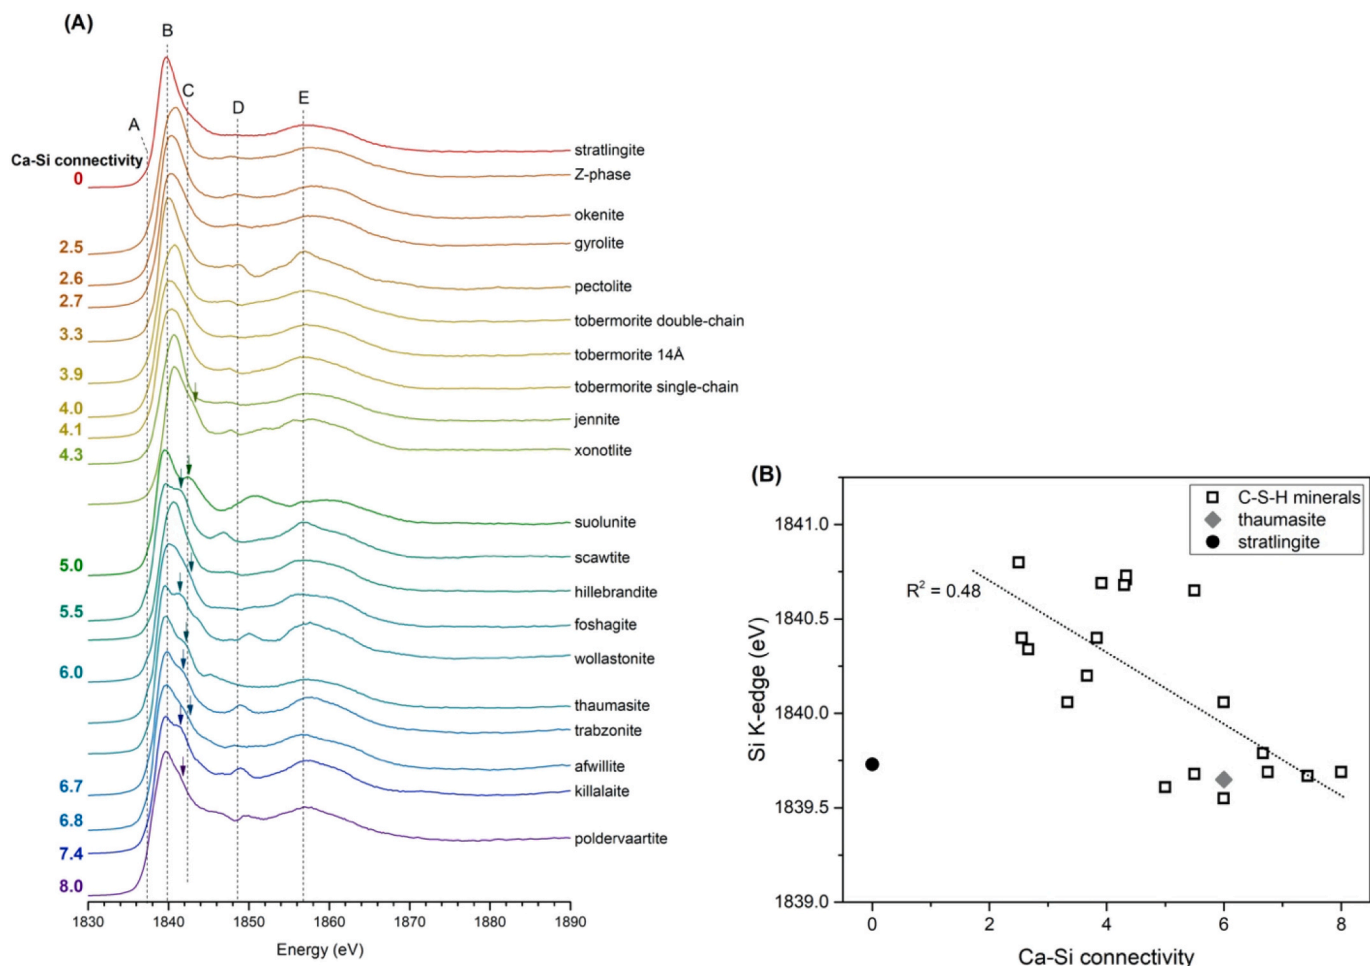 (A)
B
C
D
E
A
Ca-Si connectivity
0
2.5
2.6
2.7
3.3
3.9
4.0
4.1
4.3
5.0
5.5
6.0
6.7
6.8
7.4
8.0
stratlingite
Z-phase
okenite
gyrolite
pectolite
tobermorite double-chain
tobermorite 14Å
tobermorite single-chain
jennite
xonotlite
suolunite
scawtite
hillebrandite
foshagite
wollastonite
thaumasite
trabzonite
afwillite
killalaite
poldervaartite
1830 1840 1850 1860 1870 1880 1890
Energy (eV)
(B)
C-S-H minerals
thaumasite
stratlingite
R² = 0.48
1841.0
1840.5
1840.0
1839.5
1839.0
Si K-edge (eV)
0 2 4 6 8
Ca-Si connectivity